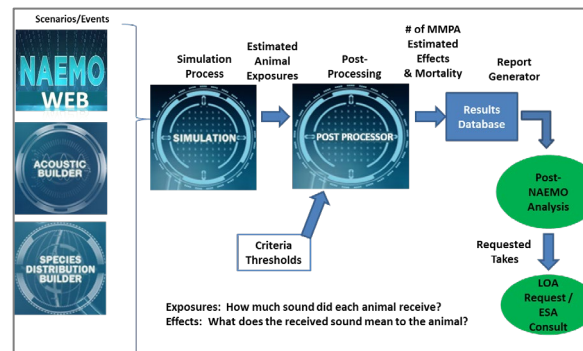 Scenarios/Events
NAEMO
WEB
ACOUSTIC
BUILDER
SPECIES
DISTRIBUTION
BUILDER
Simulation
Process
SIMULATION
Estimated
Animal
Exposures
Post-
Processing
POST PROCESSOR
Criteria
Thresholds
# of MMPA
Estimated
Effects
& Mortality
Results
Database
Report
Generator
Post-
NAEMO
Analysis
Requested
Takes
LOA
Request /
ESA
Consult
Exposures: How much sound did each animal receive?
Effects: What does the received sound mean to the animal?